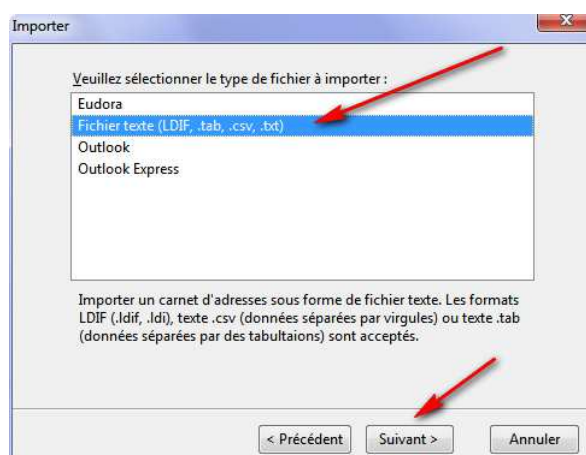 Importer
Veuillez sélectionner le type de fichier à importer :
Eudora
Fichier texte (LDIF, .tab, .csv, .txt)
Outlook
Outlook Express
Importer un carnet d'adresses sous forme de fichier texte. Les formats
LDIF (.ldif, .ldi), texte .csv (données séparées par virgules) ou texte .tab
(données séparées par des tabultaions) sont acceptés.
< Précédent Suivant > Annuler